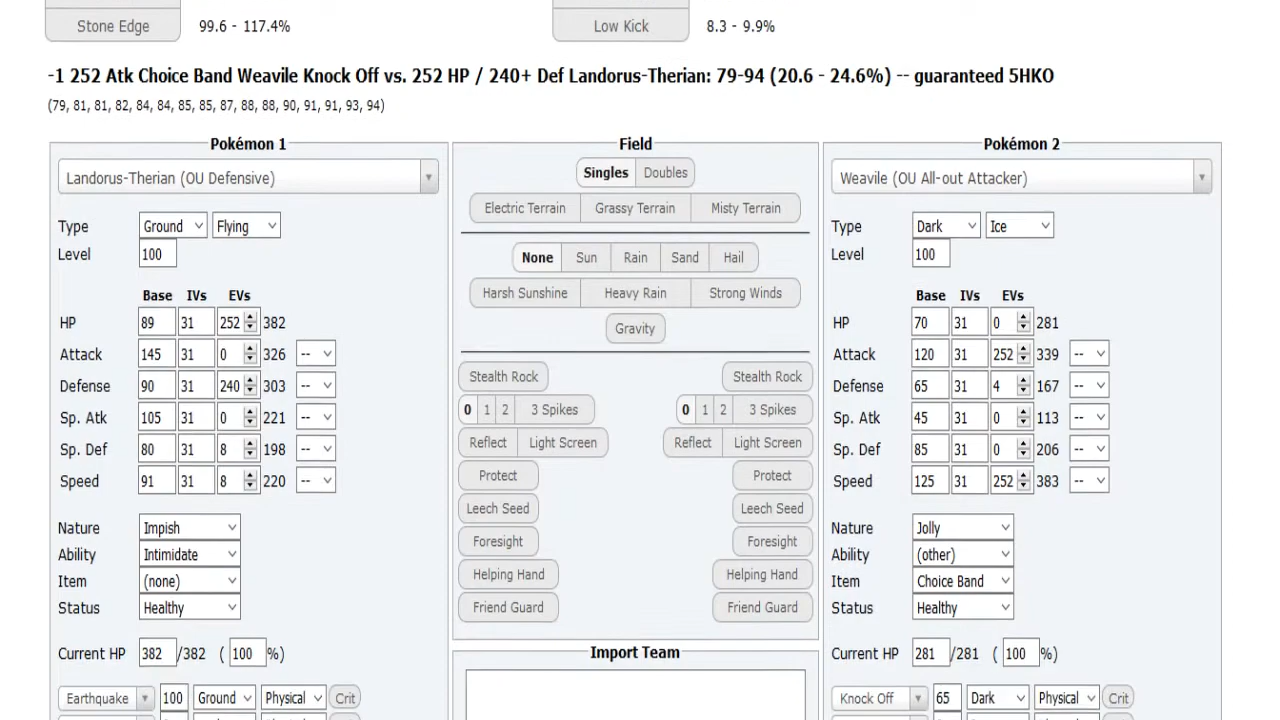 Stone Edge 99.6 - 117.4% Low Kick 8.3 - 9.9%
-1 252 Atk Choice Band Weavile Knock Off vs. 252 HP / 240+ Def Landorus-Therian: 79-94 (20.6 - 24.6%) -- guaranteed 5HKO
(79, 81, 81, 82, 84, 84, 85, 85, 87, 88, 88, 90, 91, 91, 93, 94)
Pokémon 1
Landorus-Therian (OU Defensive)
Type Ground Flying
Level 100
Base IVs EVs
HP 89 31 252 382
Attack 145 31 0 326 --
Defense 90 31 240 303 --
Sp. Atk 105 31 0 221 --
Sp. Def 80 31 8 198 --
Speed 91 31 8 220 --
Nature Impish
Ability Intimidate
Item (none)
Status Healthy
Current HP 382 /382 ( 100 %)
Earthquake 100 Ground Physical Crit
Field
Singles Doubles
Electric Terrain Grassy Terrain Misty Terrain
None Sun Rain Sand Hail
Harsh Sunshine Heavy Rain Strong Winds
Gravity
Stealth Rock Stealth Rock
0 1 2 3 Spikes 0 1 2 3 Spikes
Reflect Light Screen Reflect Light Screen
Protect Protect
Leech Seed Leech Seed
Foresight Foresight
Helping Hand Helping Hand
Friend Guard Friend Guard
Import Team
Pokémon 2
Weavile (OU All-out Attacker)
Type Dark Ice
Level 100
Base IVs EVs
HP 70 31 0 281
Attack 120 31 252 339 --
Defense 65 31 4 167 --
Sp. Atk 45 31 0 113 --
Sp. Def 85 31 0 206 --
Speed 125 31 252 383 --
Nature Jolly
Ability (other)
Item Choice Band
Status Healthy
Current HP 281 /281 ( 100 %)
Knock Off 65 Dark Physical Crit